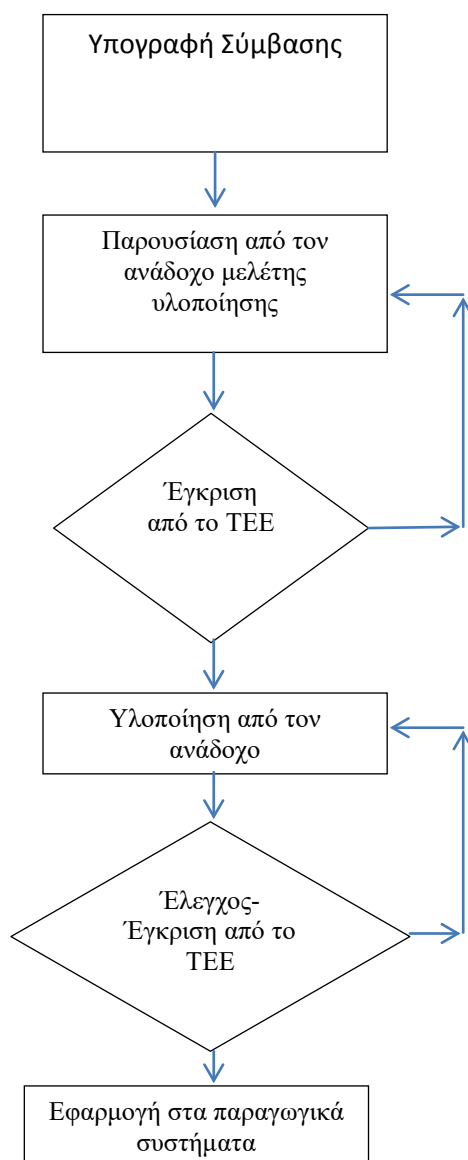 Υπογραφή Σύμβασης
Παρουσίαση από τον
ανάδοχο μελέτης
υλοποίησης
Έγκριση
από το ΤΕΕ
Υλοποίηση από τον
ανάδοχο
Έλεγχος-
Έγκριση από το
ΤΕΕ
Εφαρμογή στα παραγωγικά
συστήματα